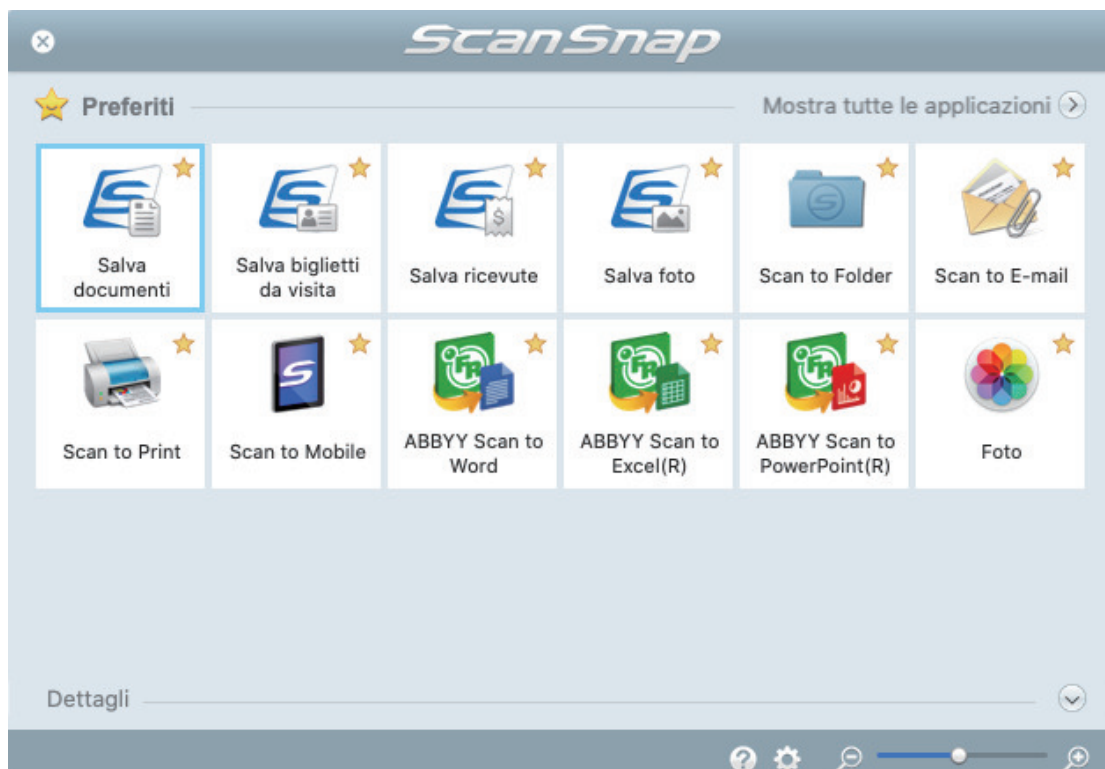 ScanSnap
Preferiti
Mostra tutte le applicazioni
Salva
documenti
Salva biglietti
da visita
Salva ricevute
Salva foto
Scan to Folder
Scan to E-mail
Scan to Print
Scan to Mobile
ABBYY Scan to
Word
ABBYY Scan to
Excel(R)
ABBYY Scan to
PowerPoint(R)
Foto
Dettagli